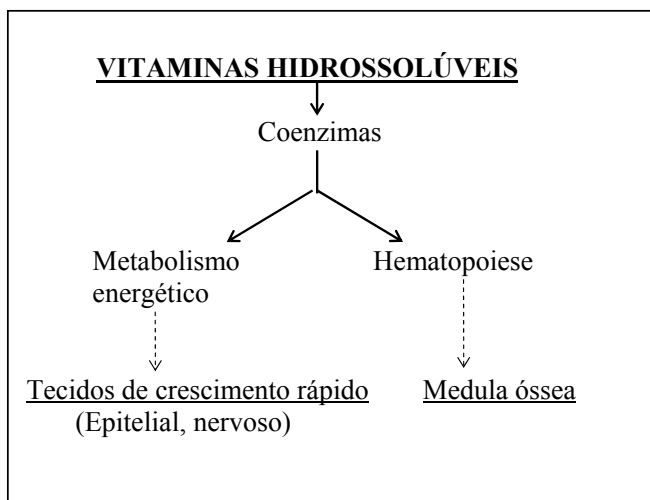 VITAMINAS HIDROSSOLÚVEIS
Coenzimas
Metabolismo
energético
Hematopoiese
Tecidos de crescimento rápido
(Epitelial, nervoso)
Medula óssea